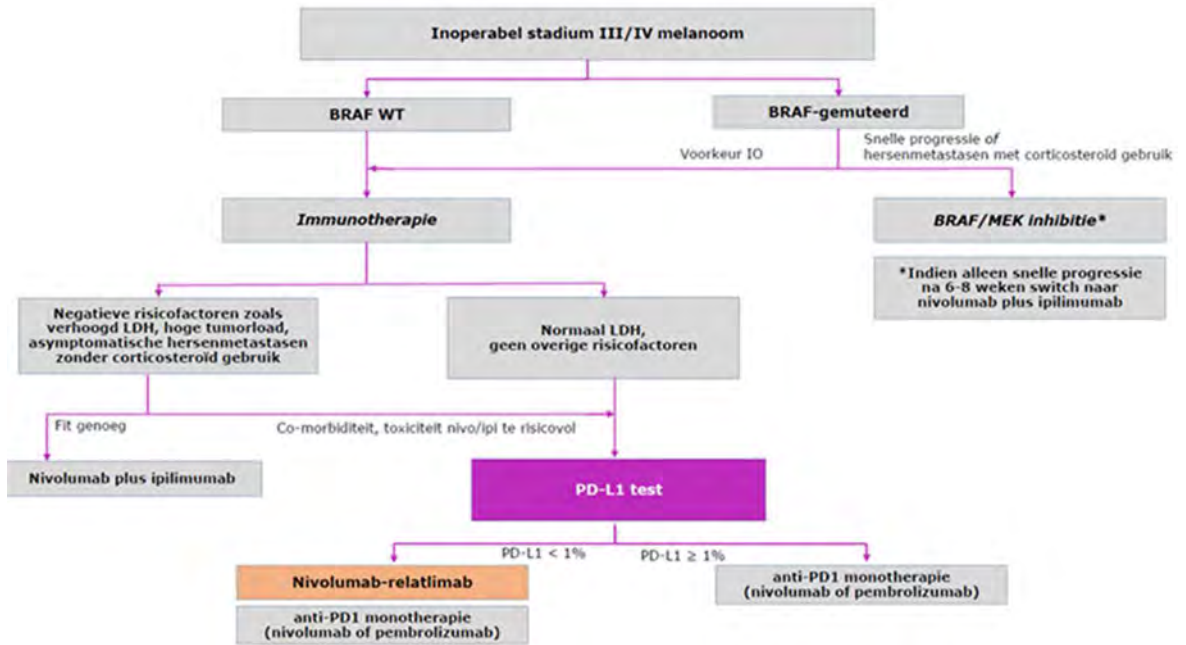 Inoperabel stadium III/IV melanoom
BRAF WT
BRAF-gemuteerd
Voorkeur IO
Snelle progressie of
hersenmetastasen met corticosteroïd gebruik
Immunotherapie
BRAF/MEK inhibitie*
*Indien alleen snelle progressie
na 6-8 weken switch naar
nivolumab plus ipilimumab
Negatieve risicofactoren zoals
verhoogd LDH, hoge tumorload,
asymptomatische hersenmetastasen
zonder corticosteroïd gebruik
Normaal LDH,
geen overige risicofactoren
Fit genoeg
Co-morbiditeit, toxiciteit nivo/ipi te risicovol
Nivolumab plus ipilimumab
PD-L1 test
PD-L1 < 1%
PD-L1 ≥ 1%
Nivolumab-relatlimab
anti-PD1 monotherapie
(nivolumab of pembrolizumab)
anti-PD1 monotherapie
(nivolumab of pembrolizumab)